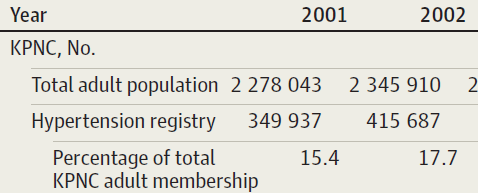 Year 2001 2002
KPNC, No.
Total adult population 2 278 043 2 345 910 2
Hypertension registry 349 937 415 687
Percentage of total 15.4 17.7
KPNC adult membership